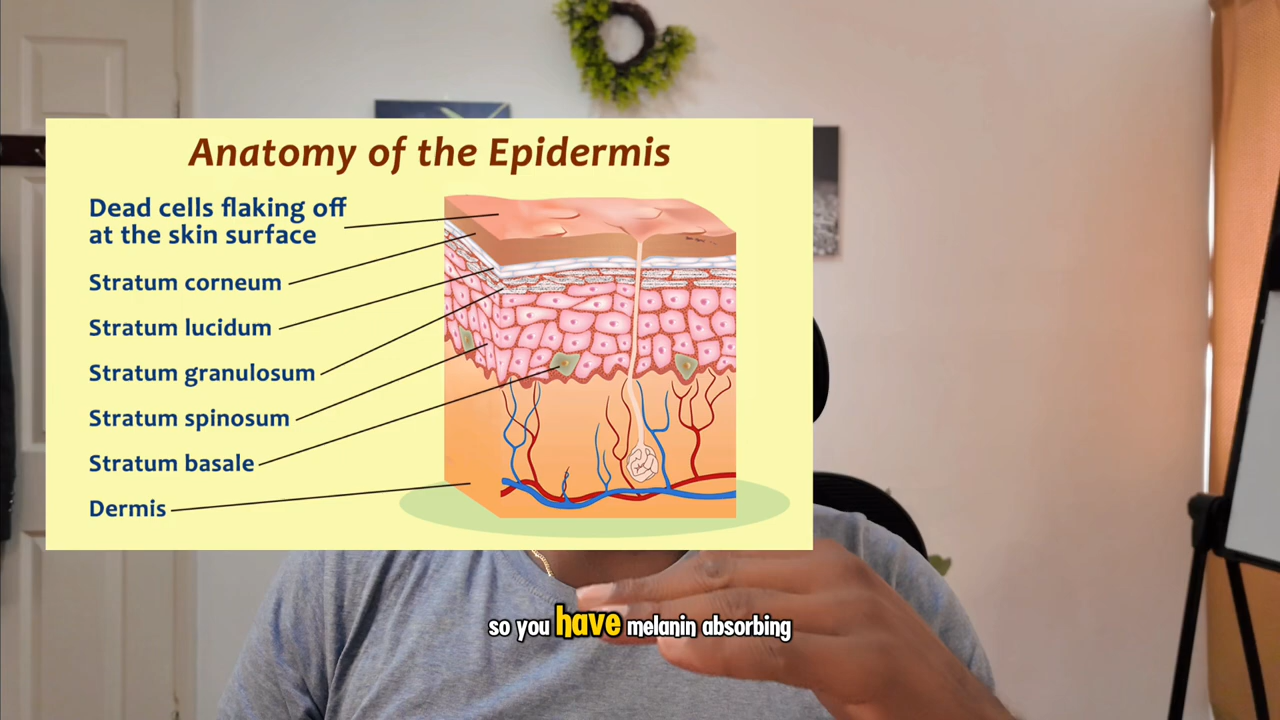 Anatomy of the Epidermis
Dead cells flaking off
at the skin surface
Stratum corneum
Stratum lucidum
Stratum granulosum
Stratum spinosum
Stratum basale
Dermis
so you have melanin absorbing